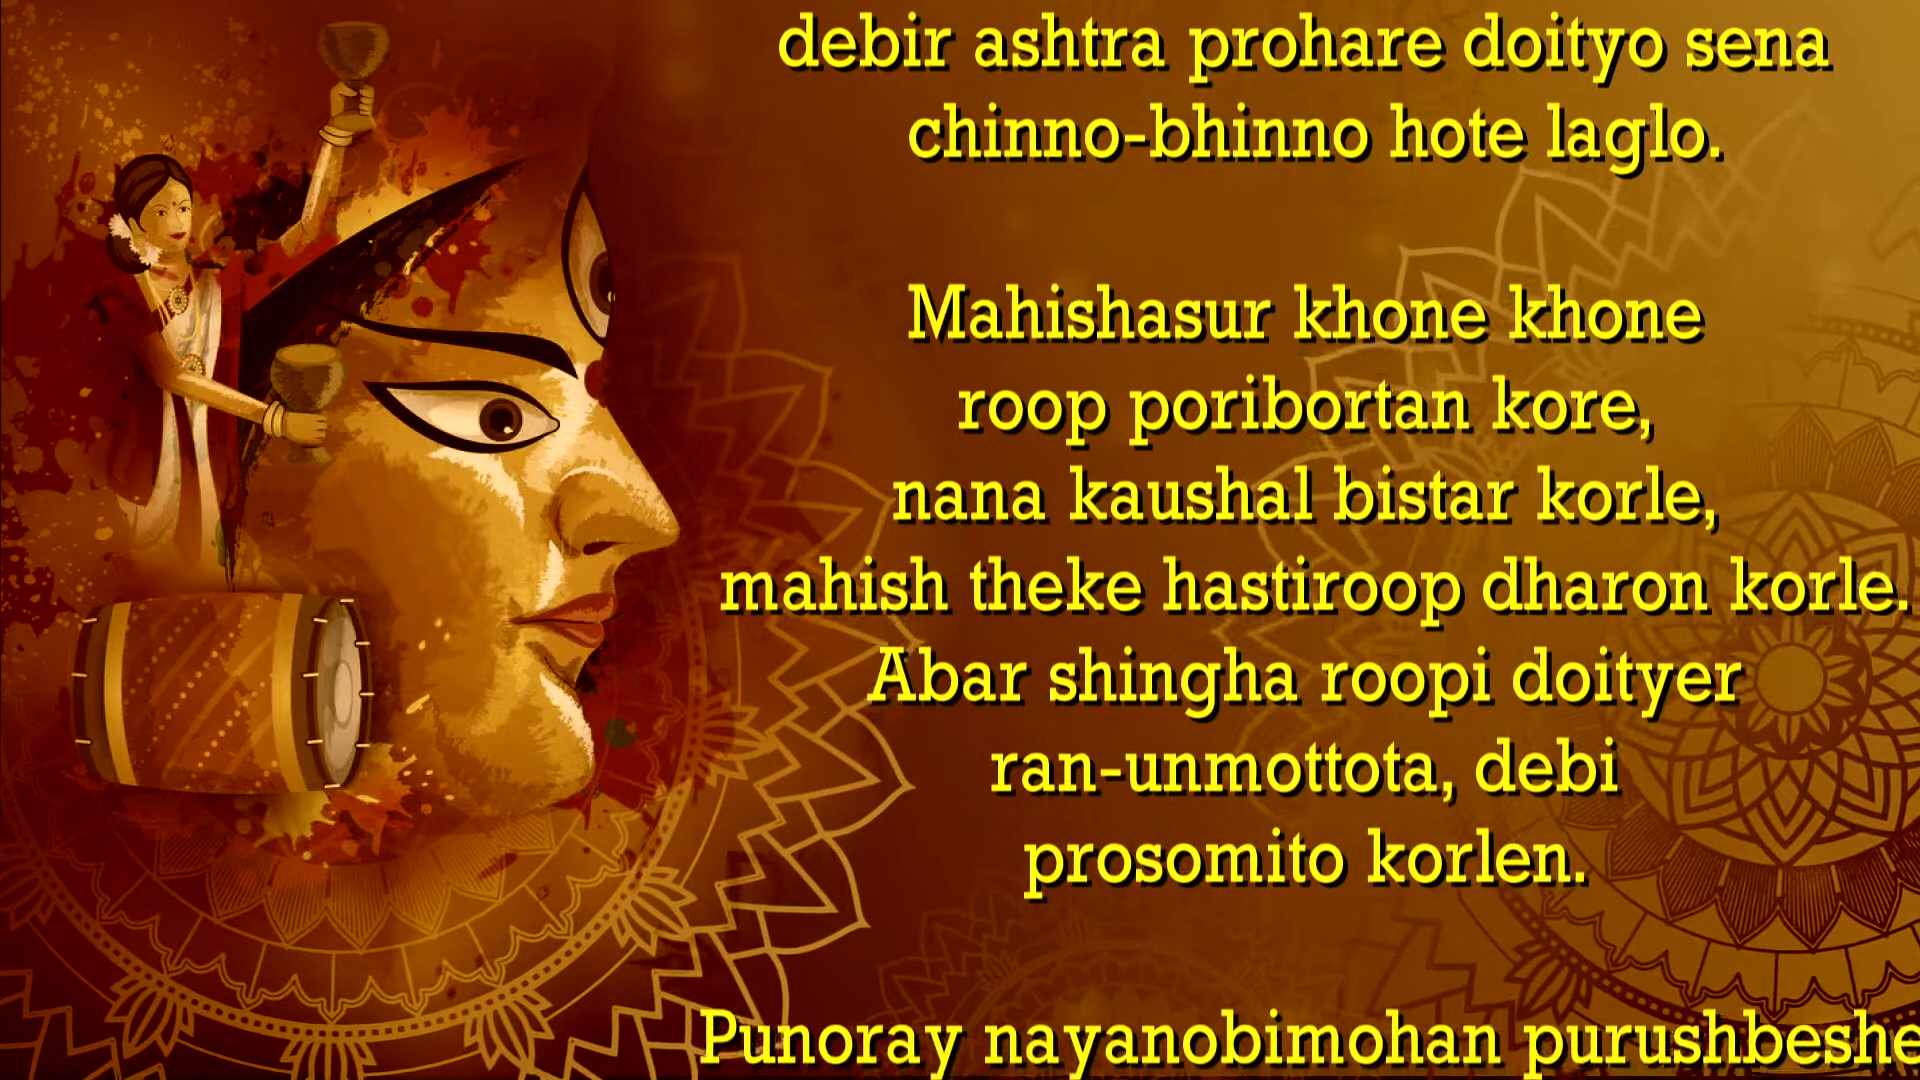 debir ashtra prohare doityo sena
chinno-bhinno hote laglo.
Mahishasur khone khone
roop poribortan kore,
nana kaushal bistar korle,
mahish theke hastiroop dharon korle.
Abar shingha roopi doityer
ran-unmottota, debi
prosomito korlen.
Punoray nayanobimohan purushbeshe